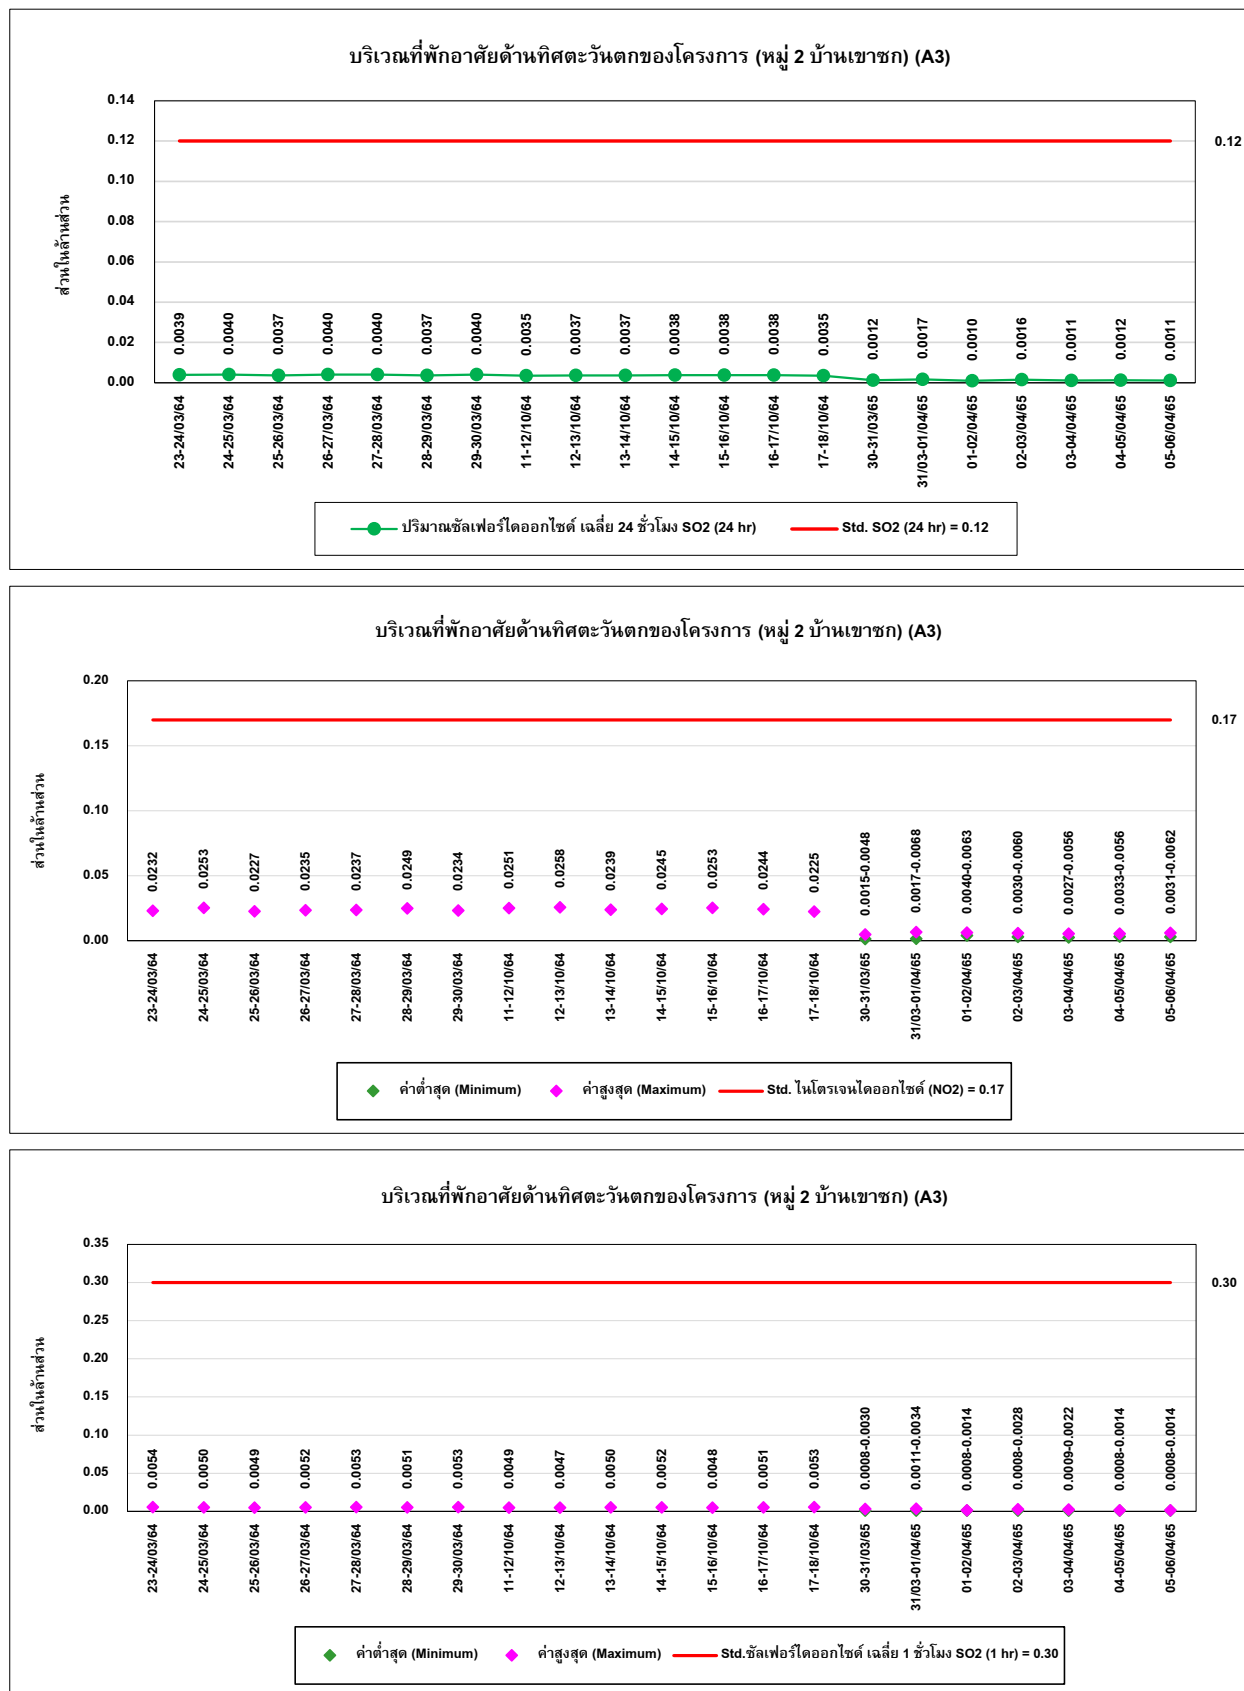 บริเวณที่พักอาศัยด้านทิศตะวันตกของโครงการ (หมู่ 2 บ้านเขาซก) (A3)
ส่วนในล้านส่วน
0.14
0.12
0.10
0.08
0.06
0.04
0.02
0.00
0.12
0.0039 0.0040 0.0037 0.0040 0.0040 0.0037 0.0040 0.0035 0.0037 0.0037 0.0038 0.0038 0.0038 0.0035 0.0012 0.0017 0.0010 0.0016 0.0011 0.0012 0.0011
23-24/03/64 24-25/03/64 25-26/03/64 26-27/03/64 27-28/03/64 28-29/03/64 29-30/03/64 11-12/10/64 12-13/10/64 13-14/10/64 14-15/10/64 15-16/10/64 16-17/10/64 17-18/10/64 30-31/03/65 31/03-01/04/65 01-02/04/65 02-03/04/65 03-04/04/65 04-05/04/65 05-06/04/65
ปริมาณซัลเฟอร์ไดออกไซด์ เฉลี่ย 24 ชั่วโมง SO2 (24 hr) Std. SO2 (24 hr) = 0.12
บริเวณที่พักอาศัยด้านทิศตะวันตกของโครงการ (หมู่ 2 บ้านเขาซก) (A3)
ส่วนในล้านส่วน
0.20
0.15
0.10
0.05
0.00
0.17
0.0232 0.0253 0.0227 0.0235 0.0237 0.0249 0.0234 0.0251 0.0258 0.0239 0.0245 0.0253 0.0244 0.0225 0.0015-0.0048 0.0017-0.0068 0.0040-0.0063 0.0030-0.0060 0.0027-0.0056 0.0033-0.0056 0.0031-0.0062
23-24/03/64 24-25/03/64 25-26/03/64 26-27/03/64 27-28/03/64 28-29/03/64 29-30/03/64 11-12/10/64 12-13/10/64 13-14/10/64 14-15/10/64 15-16/10/64 16-17/10/64 17-18/10/64 30-31/03/65 31/03-01/04/65 01-02/04/65 02-03/04/65 03-04/04/65 04-05/04/65 05-06/04/65
ค่าต่ำสุด (Minimum) ค่าสูงสุด (Maximum) Std. ไนโตรเจนไดออกไซด์ (NO2) = 0.17
บริเวณที่พักอาศัยด้านทิศตะวันตกของโครงการ (หมู่ 2 บ้านเขาซก) (A3)
ส่วนในล้านส่วน
0.35
0.30
0.25
0.20
0.15
0.10
0.05
0.00
0.30
0.0054 0.0050 0.0049 0.0052 0.0053 0.0051 0.0053 0.0049 0.0047 0.0050 0.0052 0.0048 0.0051 0.0053 0.0008-0.0030 0.0011-0.0034 0.0008-0.0014 0.0008-0.0028 0.0009-0.0022 0.0008-0.0014 0.0008-0.0014
23-24/03/64 24-25/03/64 25-26/03/64 26-27/03/64 27-28/03/64 28-29/03/64 29-30/03/64 11-12/10/64 12-13/10/64 13-14/10/64 14-15/10/64 15-16/10/64 16-17/10/64 17-18/10/64 30-31/03/65 31/03-01/04/65 01-02/04/65 02-03/04/65 03-04/04/65 04-05/04/65 05-06/04/65
ค่าต่ำสุด (Minimum) ค่าสูงสุด (Maximum) Std.ซัลเฟอร์ไดออกไซด์ เฉลี่ย 1 ชั่วโมง SO2 (1 hr) = 0.30